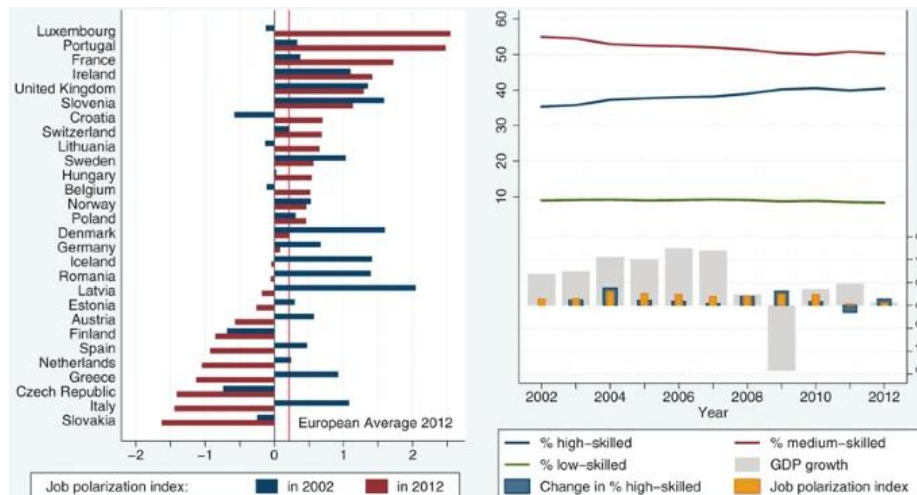 Luxembourg
Portugal
France
Ireland
United Kingdom
Slovenia
Croatia
Switzerland
Lithuania
Sweden
Hungary
Belgium
Norway
Poland
Denmark
Germany
Iceland
Romania
Latvia
Estonia
Austria
Finland
Spain
Netherlands
Greece
Czech Republic
Italy
Slovakia
European Average 2012
−2 −1 0 1 2
Job polarization index: in 2002 in 2012
60
50
40
30
20
10
2002 2004 2006 2008 2010 2012
Year
% high−skilled % medium−skilled
% low−skilled GDP growth
Change in % high−skilled Job polarization index